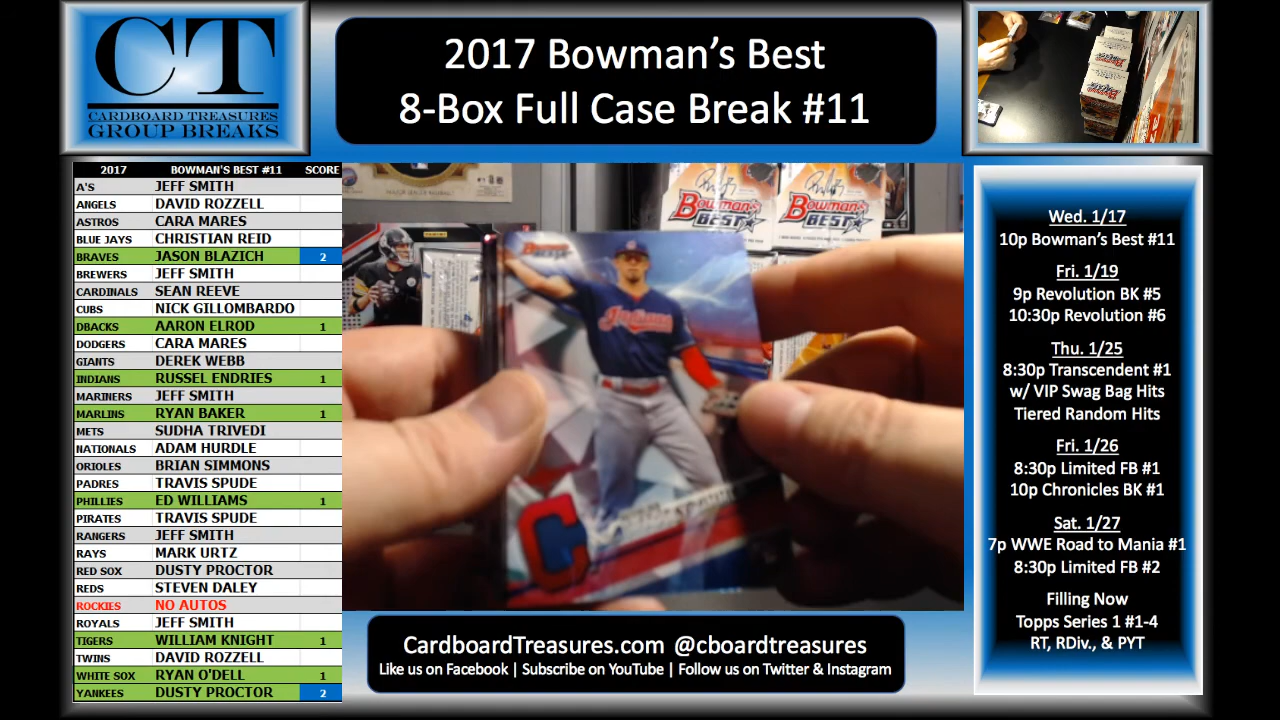 CT
CARDBOARD TREASURES
GROUP BREAKS
2017 Bowman's Best
8-Box Full Case Break #11
2017 BOWMAN'S BEST #11 SCORE
A'S JEFF SMITH
ANGELS DAVID ROZZELL
ASTROS CARA MARES
BLUE JAYS CHRISTIAN REID
BRAVES JASON BLAZICH 2
BREWERS JEFF SMITH
CARDINALS SEAN REEVE
CUBS NICK GILLOMBARDO
DBACKS AARON ELROD 1
DODGERS CARA MARES
GIANTS DEREK WEBB
INDIANS RUSSEL ENDRIES 1
MARINERS JEFF SMITH
MARLINS RYAN BAKER 1
METS SUDHA TRIVEDI
NATIONALS ADAM HURDLE
ORIOLES BRIAN SIMMONS
PADRES TRAVIS SPUDE
PHILLIES ED WILLIAMS 1
PIRATES TRAVIS SPUDE
RANGERS JEFF SMITH
RAYS MARK URTZ
RED SOX DUSTY PROCTOR
REDS STEVEN DALEY
ROCKIES NO AUTOS
ROYALS JEFF SMITH
TIGERS WILLIAM KNIGHT 1
TWINS DAVID ROZZELL
WHITE SOX RYAN O'DELL 1
YANKEES DUSTY PROCTOR 2
Bowman's
BEST
Bowman's
BEST
Bowman's
BEST
Indians
C
Wed. 1/17
10p Bowman's Best #11
Fri. 1/19
9p Revolution BK #5
10:30p Revolution #6
Thu. 1/25
8:30p Transcendent #1
w/ VIP Swag Bag Hits
Tiered Random Hits
Fri. 1/26
8:30p Limited FB #1
10p Chronicles BK #1
Sat. 1/27
7p WWE Road to Mania #1
8:30p Limited FB #2
Filling Now
Topps Series 1 #1-4
RT, RDiv., & PYT
CardboardTreasures.com @cboardtreasures
Like us on Facebook | Subscribe on YouTube | Follow us on Twitter & Instagram